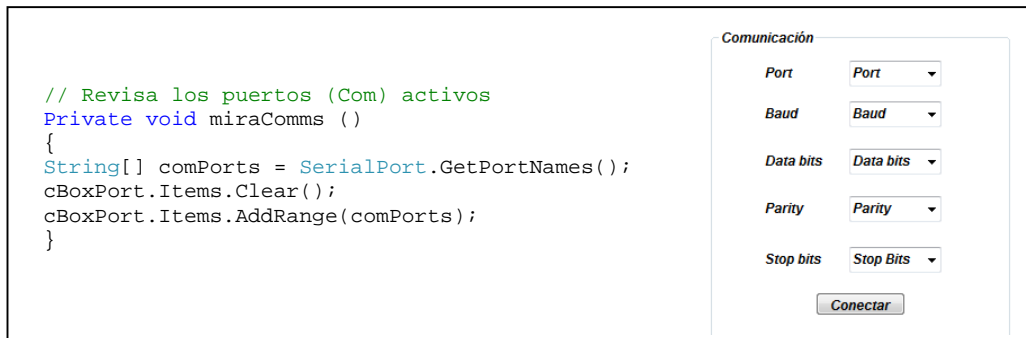 // Revisa los puertos (Com) activos
Private void miraComms ()
{
String[] comPorts = SerialPort.GetPortNames();
cBoxPort.Items.Clear();
cBoxPort.Items.AddRange(comPorts);
}
Comunicación
Port Port
Baud Baud
Data bits Data bits
Parity Parity
Stop bits Stop Bits
Conectar